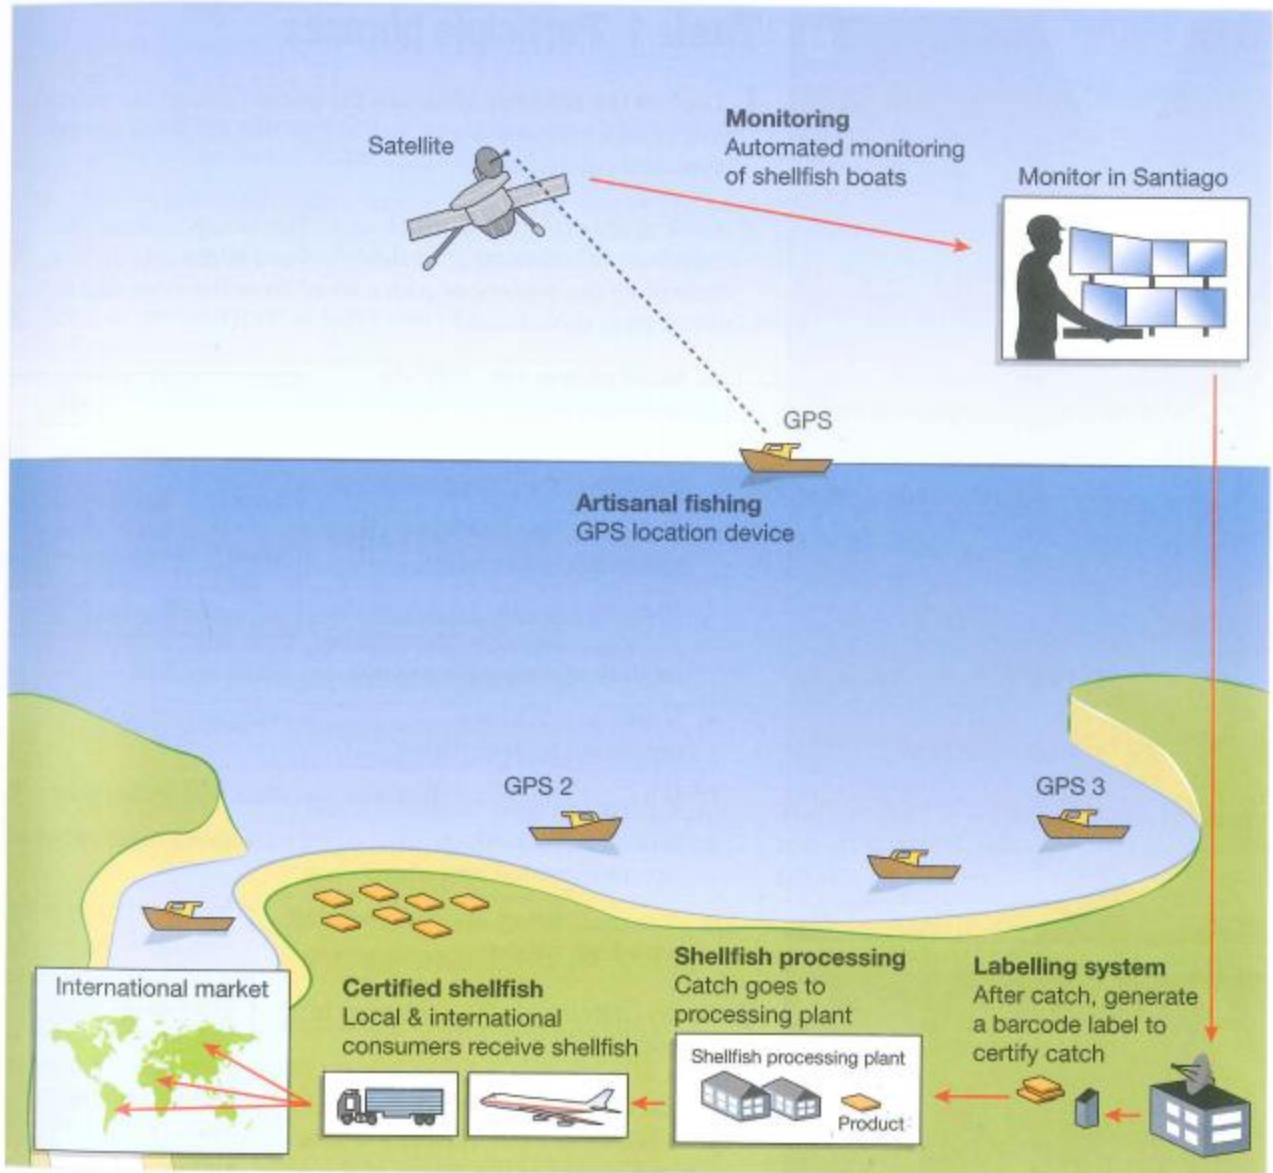 Satellite
Monitoring
Automated monitoring
of shellfish boats
Monitor in Santiago
GPS
Artisanal fishing
GPS location device
GPS 2
GPS 3
International market
Certified shellfish
Local & international
consumers receive shellfish
Shellfish processing
Catch goes to
processing plant
Shellfish processing plant
Product
Labelling system
After catch, generate
a barcode label to
certify catch